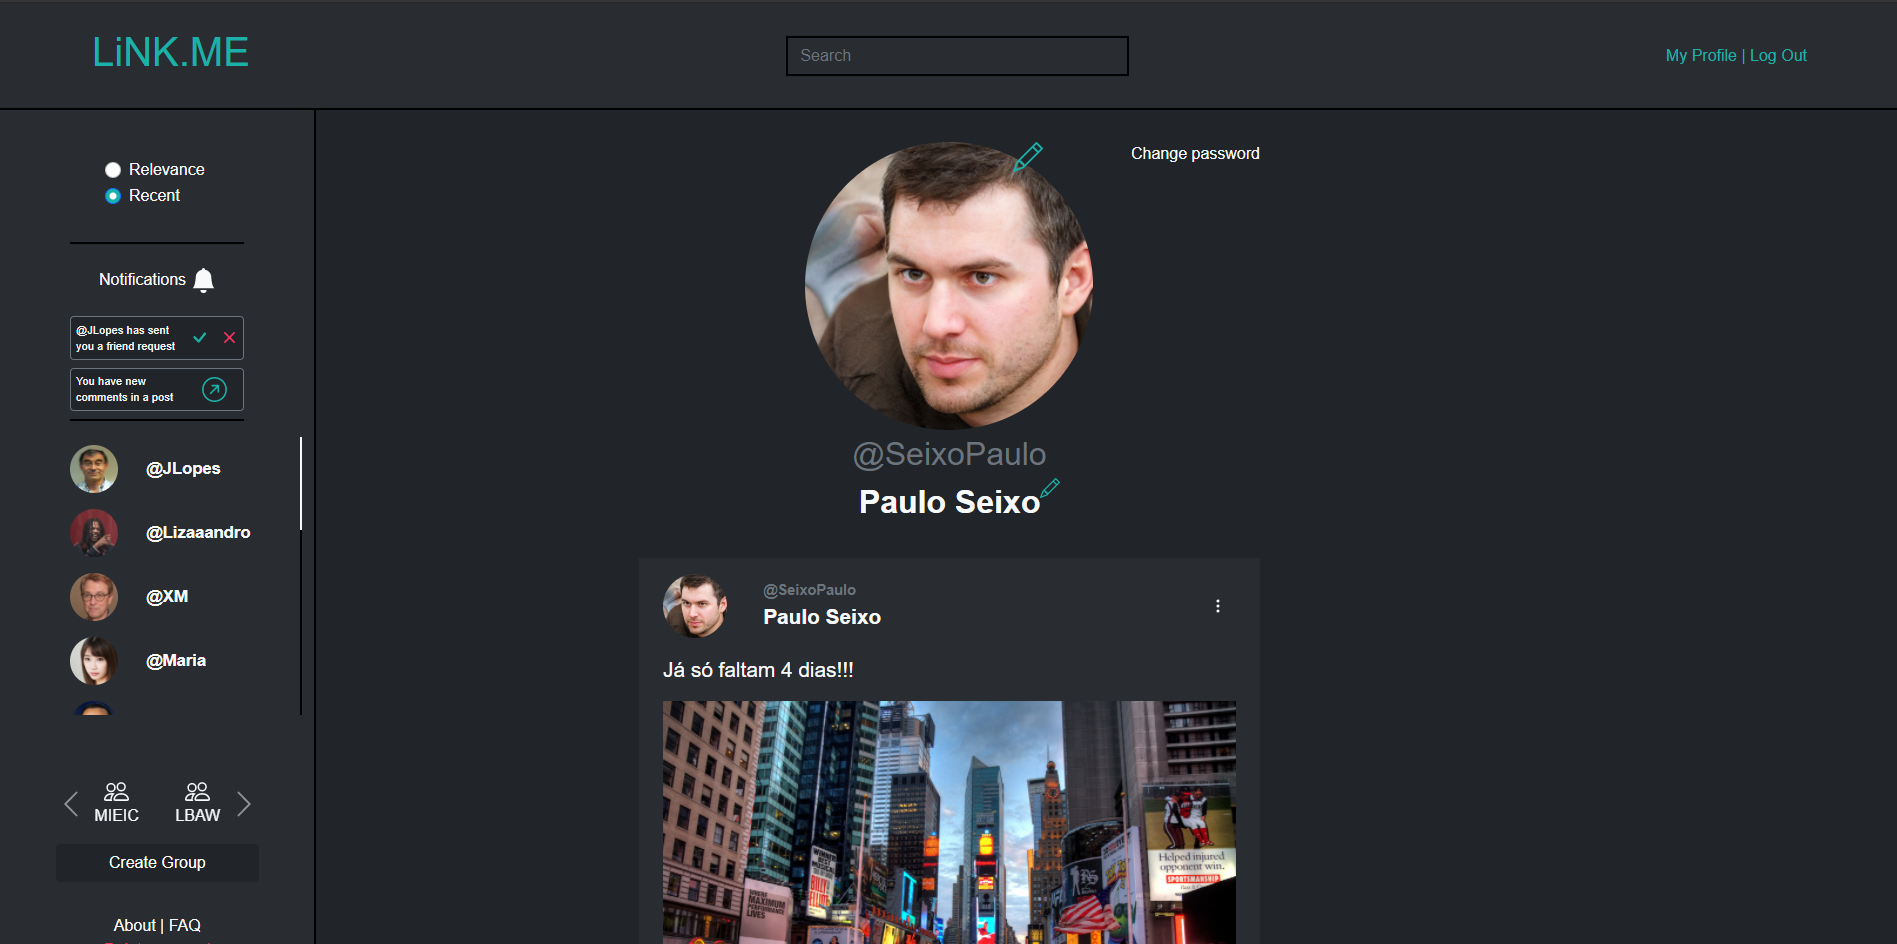 LiNK.ME
Search
My Profile | Log Out
Relevance
Recent
Notifications
@JLopes has sent
you a friend request
You have new
comments in a post
@JLopes
@Lizaaandro
@XM
@Maria
MIEIC
LBAW
Create Group
About | FAQ
Change password
@SeixoPaulo
Paulo Seixo
@SeixoPaulo
Paulo Seixo
Já só faltam 4 dias!!!
WHERE
MAXIMUM
PERFORMANCE
LIVES
Helped injured
opponent win.
SPORTSMANSHIP